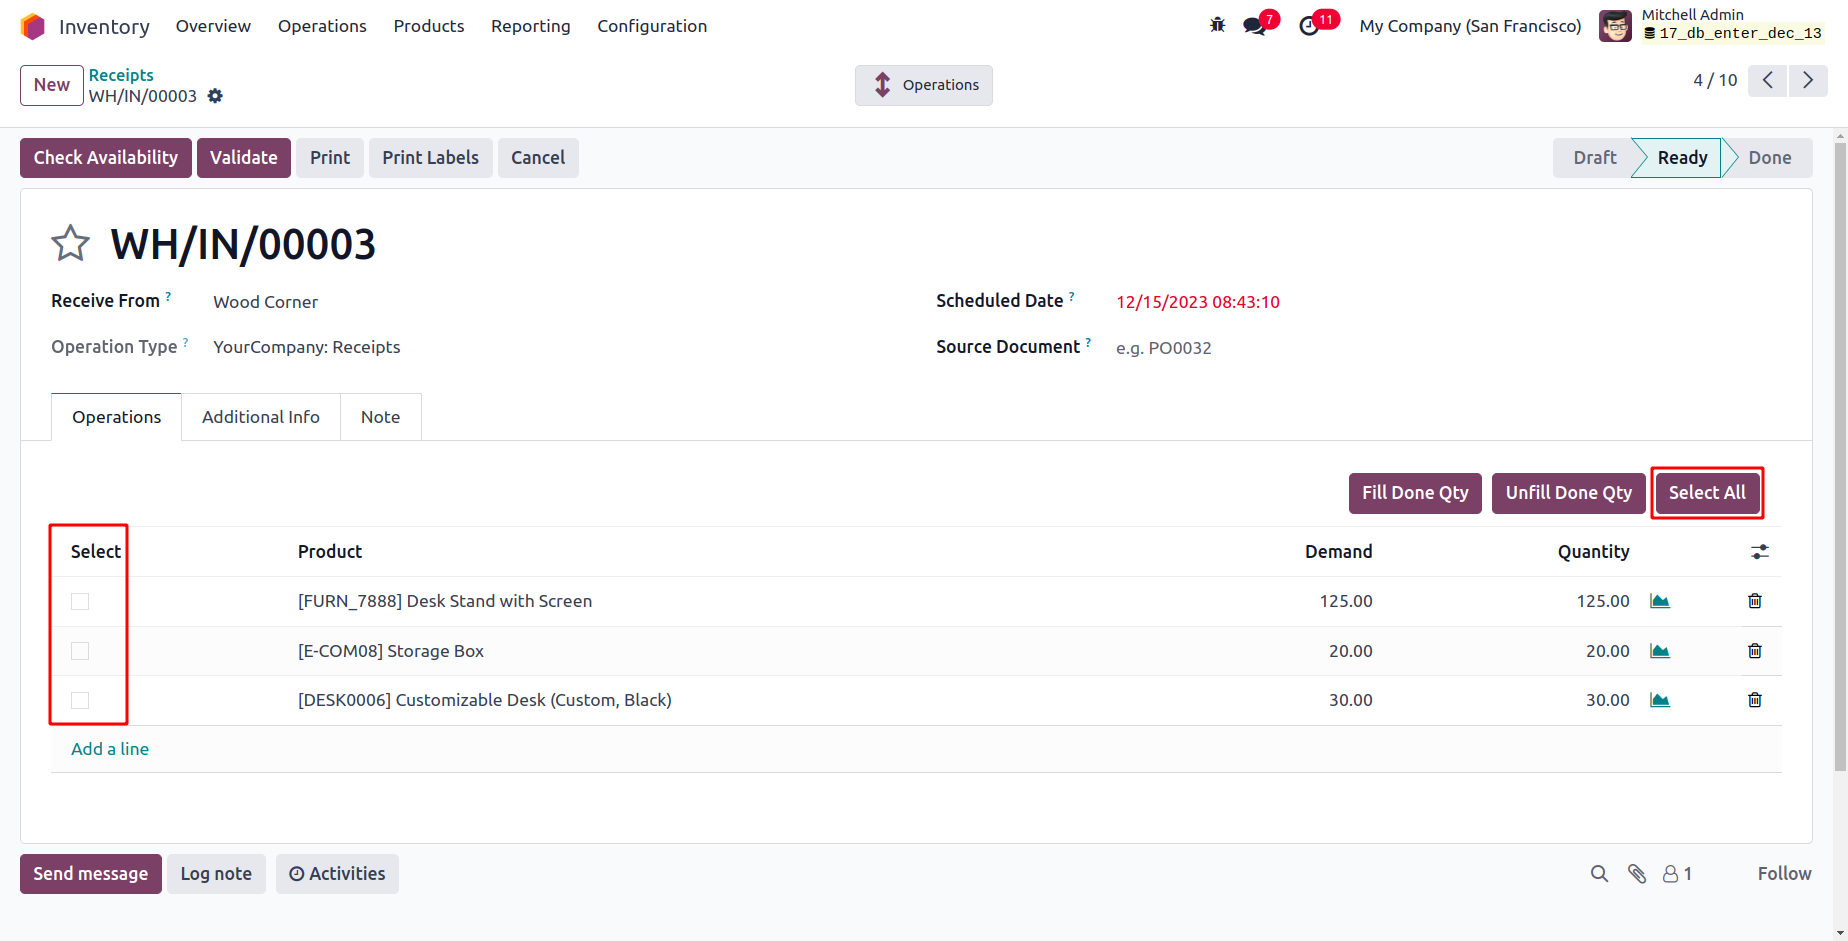 Inventory Overview Operations Products Reporting Configuration 7 11 My Company (San Francisco) Mitchell Admin
17_db_enter_dec_13
New Receipts
WH/IN/00003
Operations
4 / 10
Check Availability Validate Print Print Labels Cancel Draft Ready Done
WH/IN/00003
Receive From ? Wood Corner Scheduled Date ? 12/15/2023 08:43:10
Operation Type ? YourCompany: Receipts Source Document ? e.g. PO0032
Operations Additional Info Note
Fill Done Qty Unfill Done Qty Select All
Select Product Demand Quantity
[FURN_7888] Desk Stand with Screen 125.00 125.00
[E-COM08] Storage Box 20.00 20.00
[DESK0006] Customizable Desk (Custom, Black) 30.00 30.00
Add a line
Send message Log note Activities 1 Follow